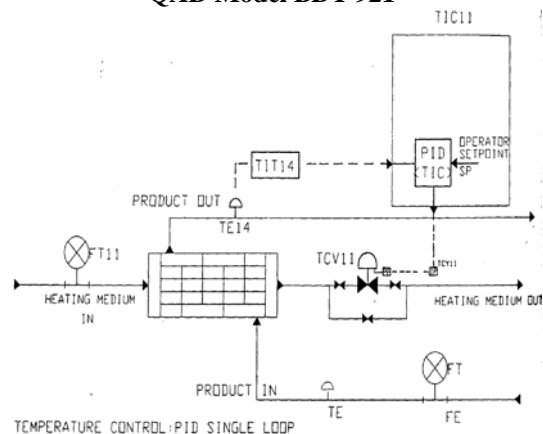 QAD Model BDT 921
TIC11
PID
(TIC)
OPERATOR
SETPOINT
SP
TIT14
PRODUCT OUT
TE14
FT11
TCV11
TCY11
HEATING MEDIUM
IN
HEATING MEDIUM OUT
PRODUCT IN
FT
TE
FE
TEMPERATURE CONTROL:PID SINGLE LOOP